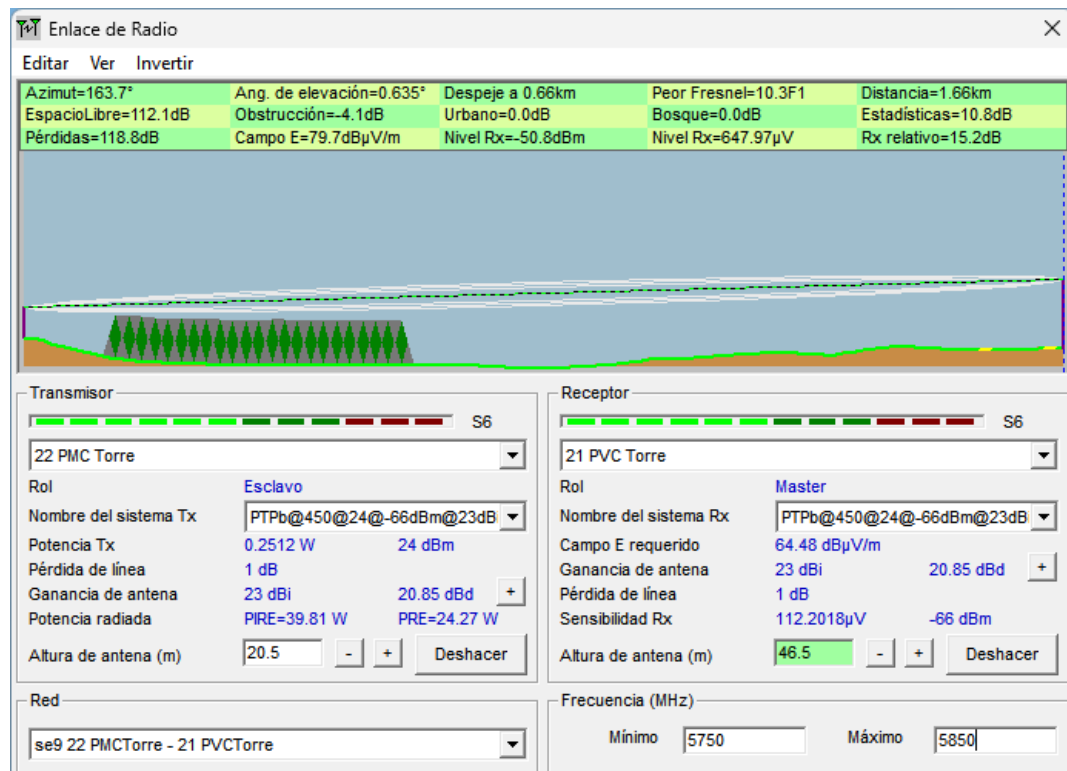 Enlace de Radio
Editar Ver Invertir
Azimut=163.7° Ang. de elevación=0.635° Despeje a 0.66km Peor Fresnel=10.3F1 Distancia=1.66km
EspacioLibre=112.1dB Obstrucción=-4.1dB Urbano=0.0dB Bosque=0.0dB Estadísticas=10.8dB
Pérdidas=118.8dB Campo E=79.7dBµV/m Nivel Rx=-50.8dBm Nivel Rx=647.97µV Rx relativo=15.2dB
Transmisor
S6
22 PMC Torre
Rol Esclavo
Nombre del sistema Tx PTPb@450@24@-66dBm@23dB
Potencia Tx 0.2512 W 24 dBm
Pérdida de línea 1 dB
Ganancia de antena 23 dBi 20.85 dBd +
Potencia radiada PIRE=39.81 W PRE=24.27 W
Altura de antena (m) 20.5 - + Deshacer
Receptor
S6
21 PVC Torre
Rol Master
Nombre del sistema Rx PTPb@450@24@-66dBm@23dB
Campo E requerido 64.48 dBµV/m
Ganancia de antena 23 dBi 20.85 dBd +
Pérdida de línea 1 dB
Sensibilidad Rx 112.2018µV -66 dBm
Altura de antena (m) 46.5 - + Deshacer
Red
se9 22 PMCTorre - 21 PVCTorre
Frecuencia (MHz)
Mínimo 5750 Máximo 5850